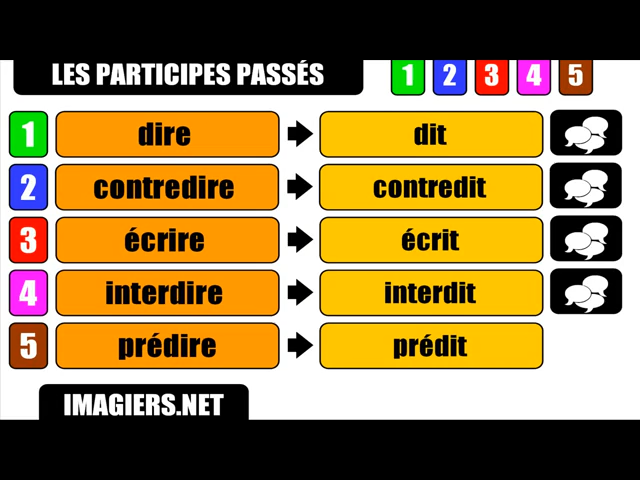 LES PARTICIPES PASSÉS 1 2 3 4 5
1 dire dit
2 contredire contredit
3 écrire écrit
4 interdire interdit
5 prédire prédit
IMAGIERS.NET